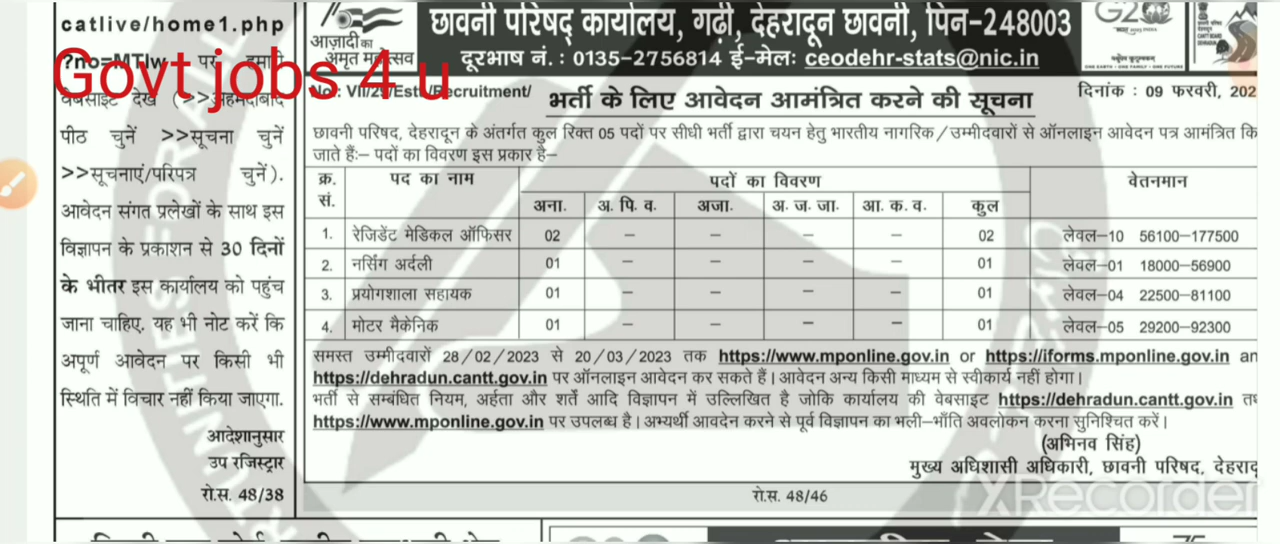 catlive/home1.php
?no=MTIw पर हमारी
Govt jobs 4 u
वेबसाइट देखें (>>अहमदाबाद
पीठ चुनें >>सूचना चुनें
>>सूचनाएं/परिपत्र चुनें).
आवेदन संगत प्रलेखों के साथ इस
विज्ञापन के प्रकाशन से 30 दिनों
के भीतर इस कार्यालय को पहुंच
जाना चाहिए. यह भी नोट करें कि
अपूर्ण आवेदन पर किसी भी
स्थिति में विचार नहीं किया जाएगा.
आदेशानुसार
उप रजिस्ट्रार
रो.स. 48/38
आज़ादी का
अमृत महोत्सव
छावनी परिषद् कार्यालय, गढ़ी, देहरादून छावनी, पिन–248003
दूरभाष नं. : 0135-2756814 ई–मेलः ceodehr-stats@nic.in
G20
No.: VII/29/Estt/Recruitment/
भर्ती के लिए आवेदन आमंत्रित करने की सूचना
दिनांक : 09 फरवरी, 202
छावनी परिषद, देहरादून के अंतर्गत कुल रिक्त 05 पदों पर सीधी भर्ती द्वारा चयन हेतु भारतीय नागरिक/उम्मीदवारों से ऑनलाइन आवेदन पत्र आमंत्रित कि
जाते हैं:– पदों का विवरण इस प्रकार है–
क्र. सं. पद का नाम पदों का विवरण वेतनमान
अना. अ. पि. व. अजा. अ. ज. जा. आ. क. व. कुल
1. रेजिडेंट मेडिकल ऑफिसर 02 – – – – 02 लेवल–10 56100–177500
2. नर्सिंग अर्दली 01 – – – – 01 लेवल–01 18000–56900
3. प्रयोगशाला सहायक 01 – – – – 01 लेवल–04 22500–81100
4. मोटर मैकेनिक 01 – – – – 01 लेवल–05 29200–92300
समस्त उम्मीदवारों 28/02/2023 से 20/03/2023 तक https://www.mponline.gov.in or https://iforms.mponline.gov.in an
https://dehradun.cantt.gov.in पर ऑनलाइन आवेदन कर सकते हैं। आवेदन अन्य किसी माध्यम से स्वीकार्य नहीं होगा।
भर्ती से सम्बंधित नियम, अर्हता और शर्तें आदि विज्ञापन में उल्लिखित है जोकि कार्यालय की वेबसाइट https://dehradun.cantt.gov.in तथ
https://www.mponline.gov.in पर उपलब्ध है। अभ्यर्थी आवदेन करने से पूर्व विज्ञापन का भली–भाँति अवलोकन करना सुनिश्चित करें।
(अभिनव सिंह)
मुख्य अधिशासी अधिकारी, छावनी परिषद, देहरादू
रो.स. 48/46
XRecorder